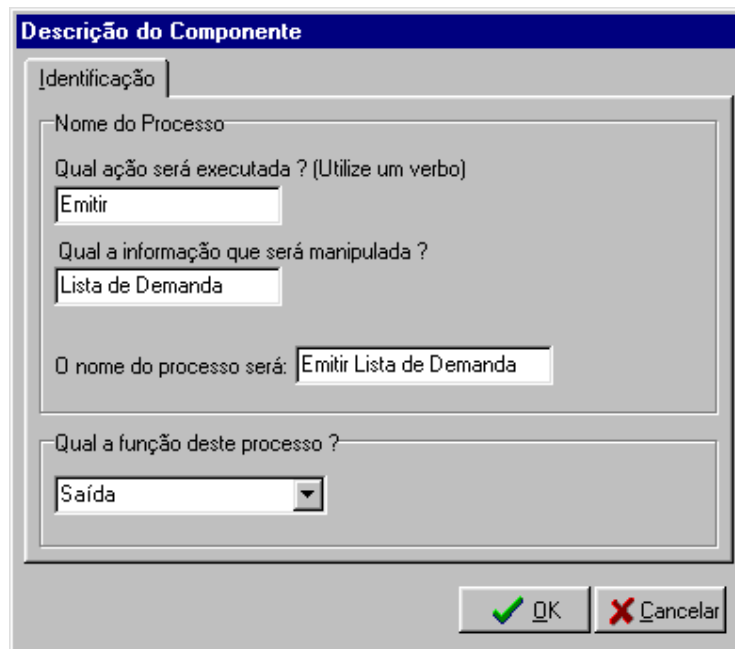 Descrição do Componente
Identificação
Nome do Processo
Qual ação será executada ? (Utilize um verbo)
Emitir
Qual a informação que será manipulada ?
Lista de Demanda
O nome do processo será: Emitir Lista de Demanda
Qual a função deste processo ?
Saída
OK Cancelar